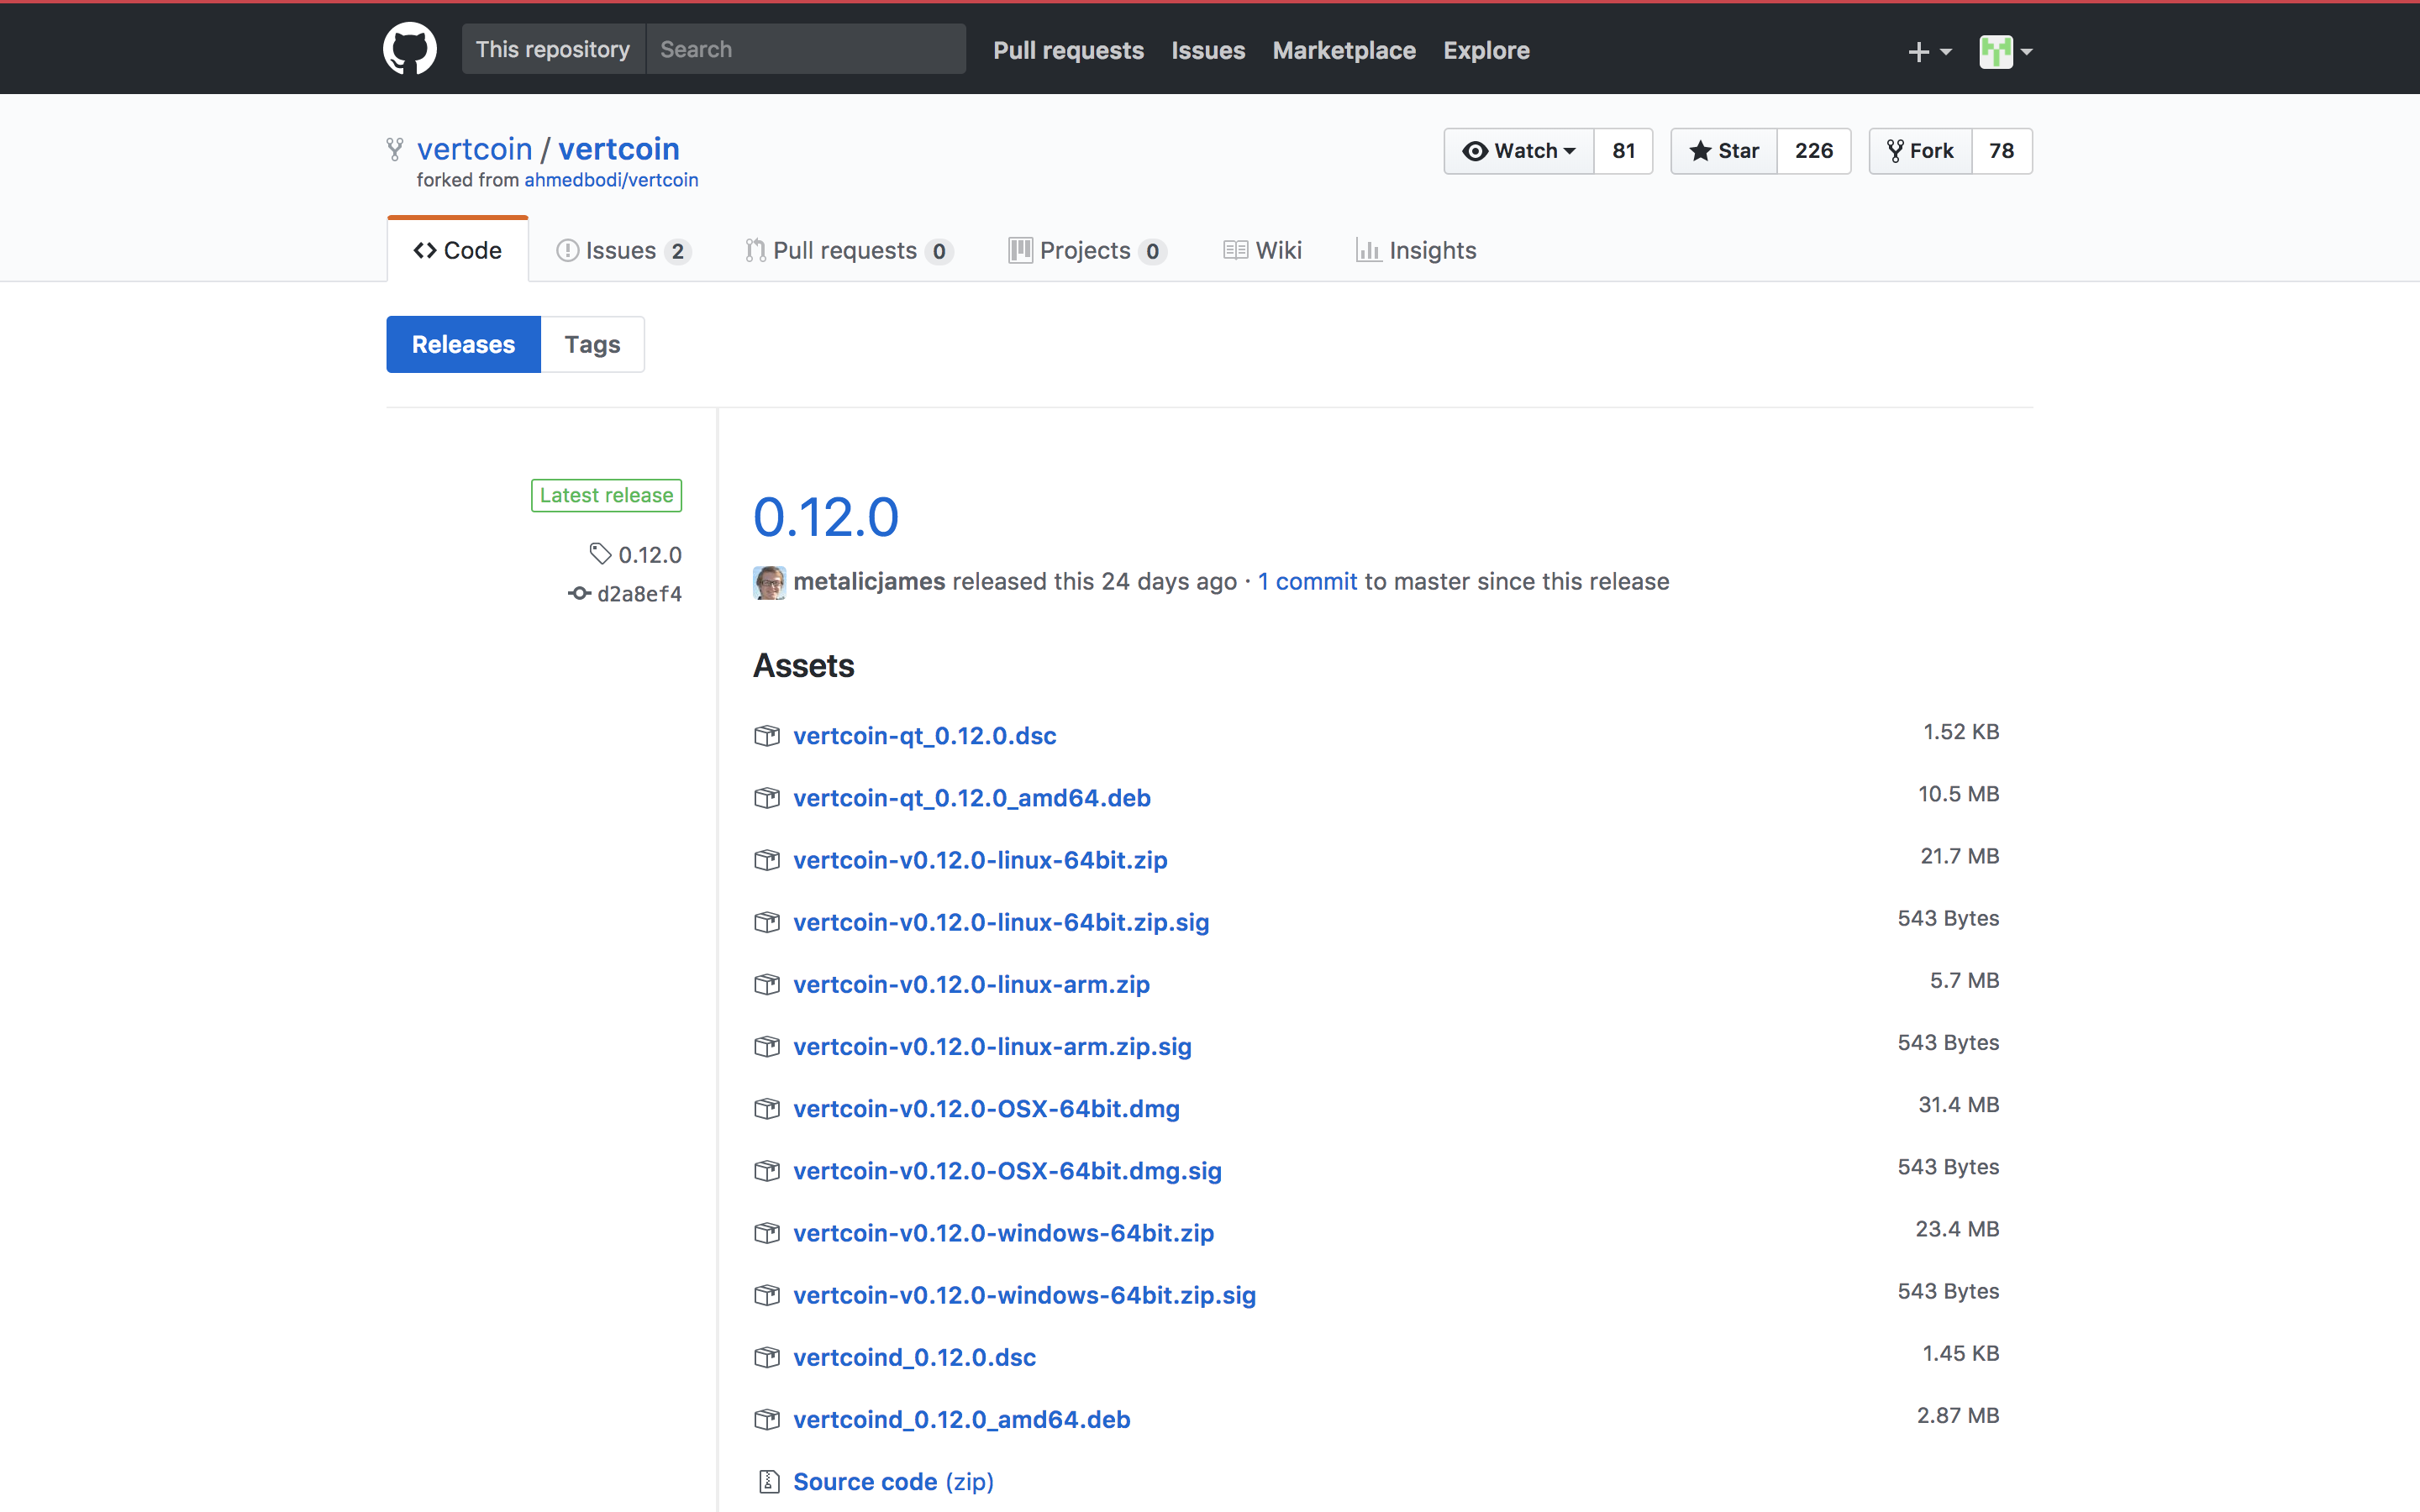 This repository Search Pull requests Issues Marketplace Explore
vertcoin / vertcoin Watch 81 Star 226 Fork 78
forked from ahmedbodi/vertcoin
Code Issues 2 Pull requests 0 Projects 0 Wiki Insights
Releases Tags
Latest release
0.12.0
d2a8ef4
0.12.0
metalicjames released this 24 days ago · 1 commit to master since this release
Assets
vertcoin-qt_0.12.0.dsc 1.52 KB
vertcoin-qt_0.12.0_amd64.deb 10.5 MB
vertcoin-v0.12.0-linux-64bit.zip 21.7 MB
vertcoin-v0.12.0-linux-64bit.zip.sig 543 Bytes
vertcoin-v0.12.0-linux-arm.zip 5.7 MB
vertcoin-v0.12.0-linux-arm.zip.sig 543 Bytes
vertcoin-v0.12.0-OSX-64bit.dmg 31.4 MB
vertcoin-v0.12.0-OSX-64bit.dmg.sig 543 Bytes
vertcoin-v0.12.0-windows-64bit.zip 23.4 MB
vertcoin-v0.12.0-windows-64bit.zip.sig 543 Bytes
vertcoind_0.12.0.dsc 1.45 KB
vertcoind_0.12.0_amd64.deb 2.87 MB
Source code (zip)